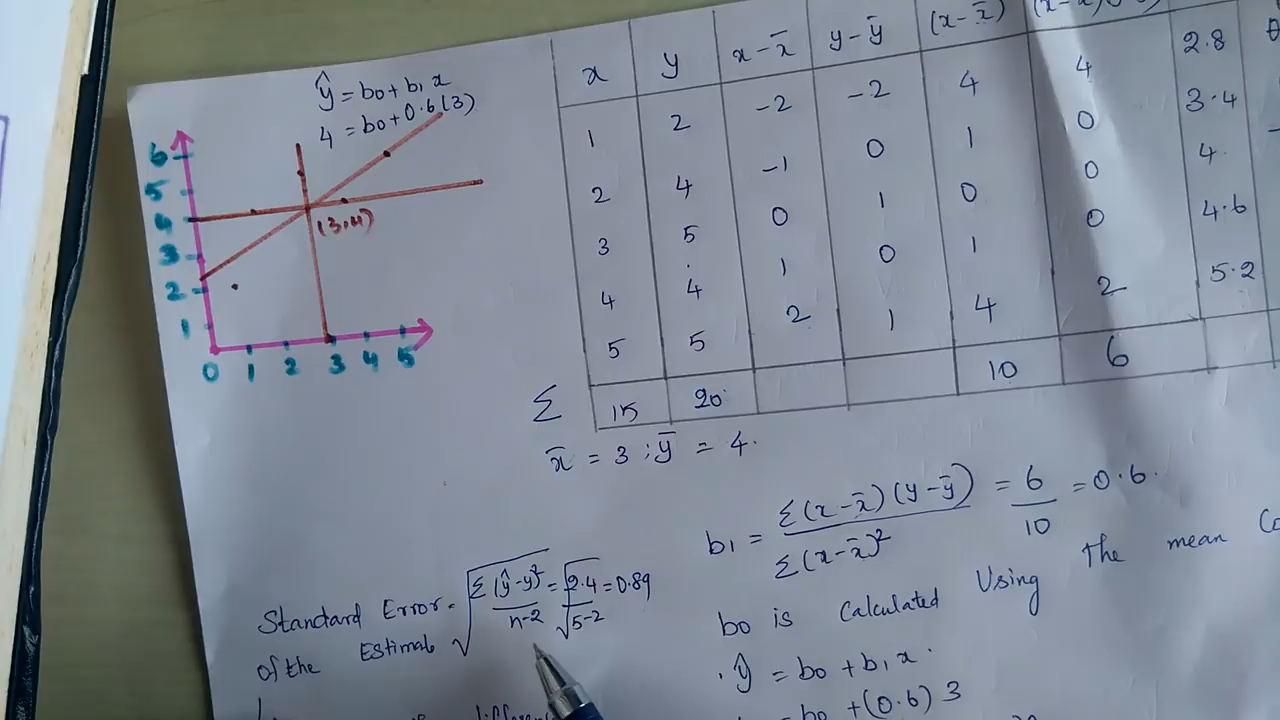 ŷ = b0 + b1 x
4 = b0 + 0.6(3)
6
5
4
3
2
1
0 1 2 3 4 5
(3,4)
x y x-x̄ y-ȳ (x-x̄)
1 2 -2 -2 4 4 2.8
2 4 -1 0 1 0 3.4
3 5 0 1 0 0 4.
4 4 1 0 1 0 4.6
5 5 2 1 4 2 5.2
Σ 15 20 10 6
x̄ = 3 ; ȳ = 4.
b1 = Σ(x-x̄)(y-ȳ) / Σ(x-x̄)² = 6/10 = 0.6.
Standard Error = √(Σ(ŷ-y)²/n-2) = √2.4/√5-2 = 0.89
of the Estimate
b0 is Calculated Using the mean
ŷ = b0 + b1 x.
= b0 + (0.6) 3